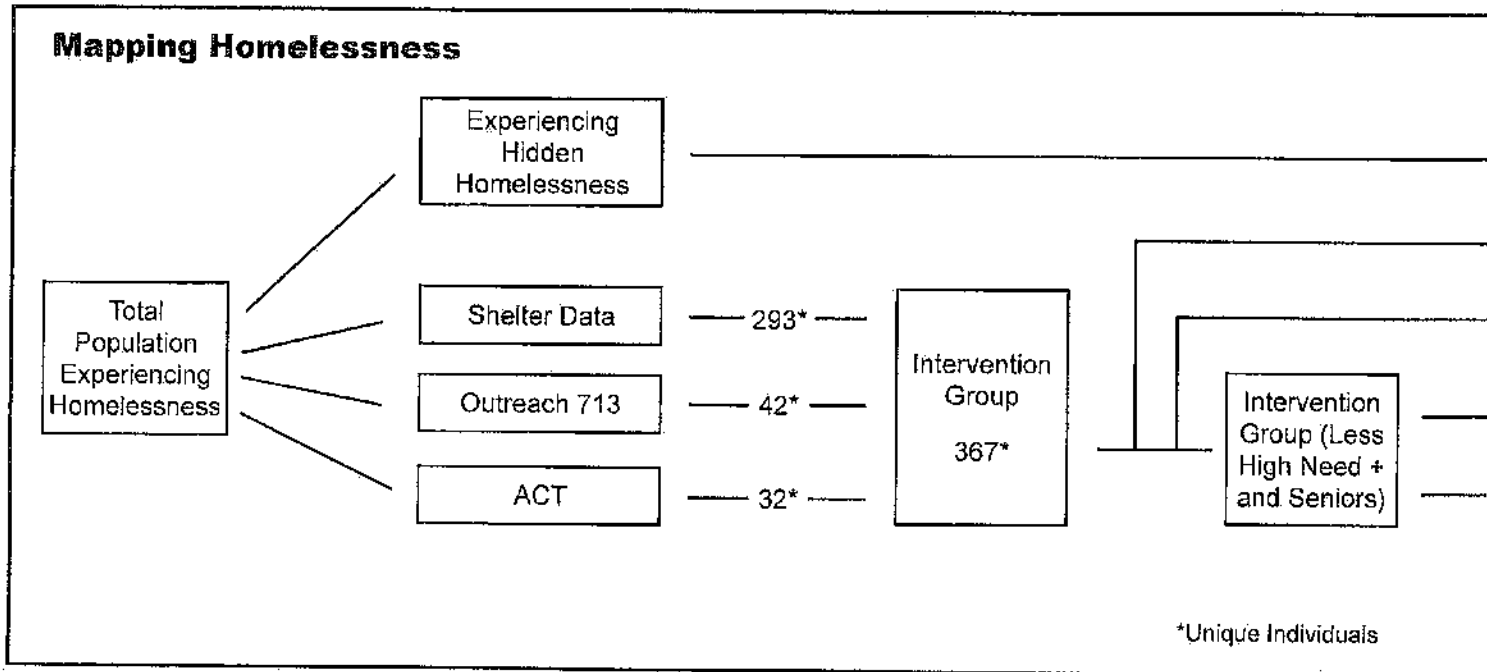 Mapping Homelessness
Experiencing
Hidden
Homelessness
Total
Population
Experiencing
Homelessness
Shelter Data
293*
Outreach 713
42*
ACT
32*
Intervention
Group
367*
Intervention
Group (Less
High Need +
and Seniors)
*Unique Individuals